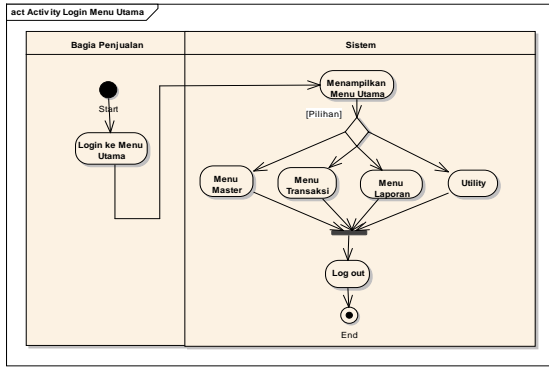 act Activity Login Menu Utama
Bagia Penjualan
Sistem
Start
Login ke Menu
Utama
Menampilkan
Menu Utama
[Pilihan]
Menu
Master
Menu
Transaksi
Menu
Laporan
Utility
Log out
End